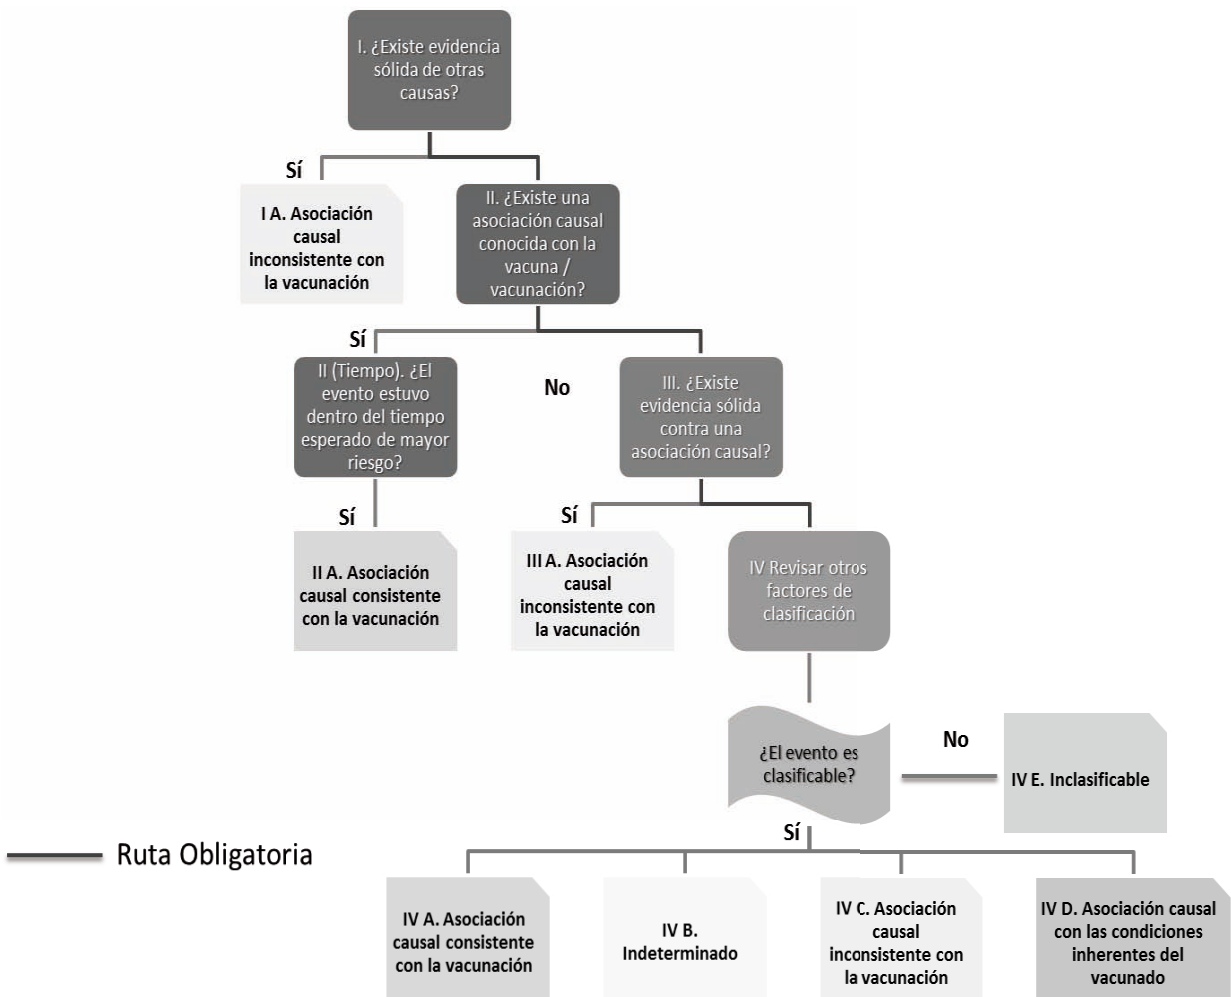 I. ¿Existe evidencia
sólida de otras
causas?
Sí
I A. Asociación
causal
inconsistente con
la vacunación
II. ¿Existe una
asociación causal
conocida con la
vacuna /
vacunación?
Sí
II (Tiempo). ¿El
evento estuvo
dentro del tiempo
esperado de mayor
riesgo?
No
III. ¿Existe
evidencia sólida
contra una
asociación causal?
Sí
II A. Asociación
causal consistente
con la vacunación
Sí
III A. Asociación
causal
inconsistente con
la vacunación
IV Revisar otros
factores de
clasificación
¿El evento es
clasificable?
No
IV E. Inclasificable
Sí
Ruta Obligatoria
IV A. Asociación
causal consistente
con la vacunación
IV B.
Indeterminado
IV C. Asociación
causal
inconsistente con
la vacunación
IV D. Asociación causal
con las condiciones
inherentes del
vacunado